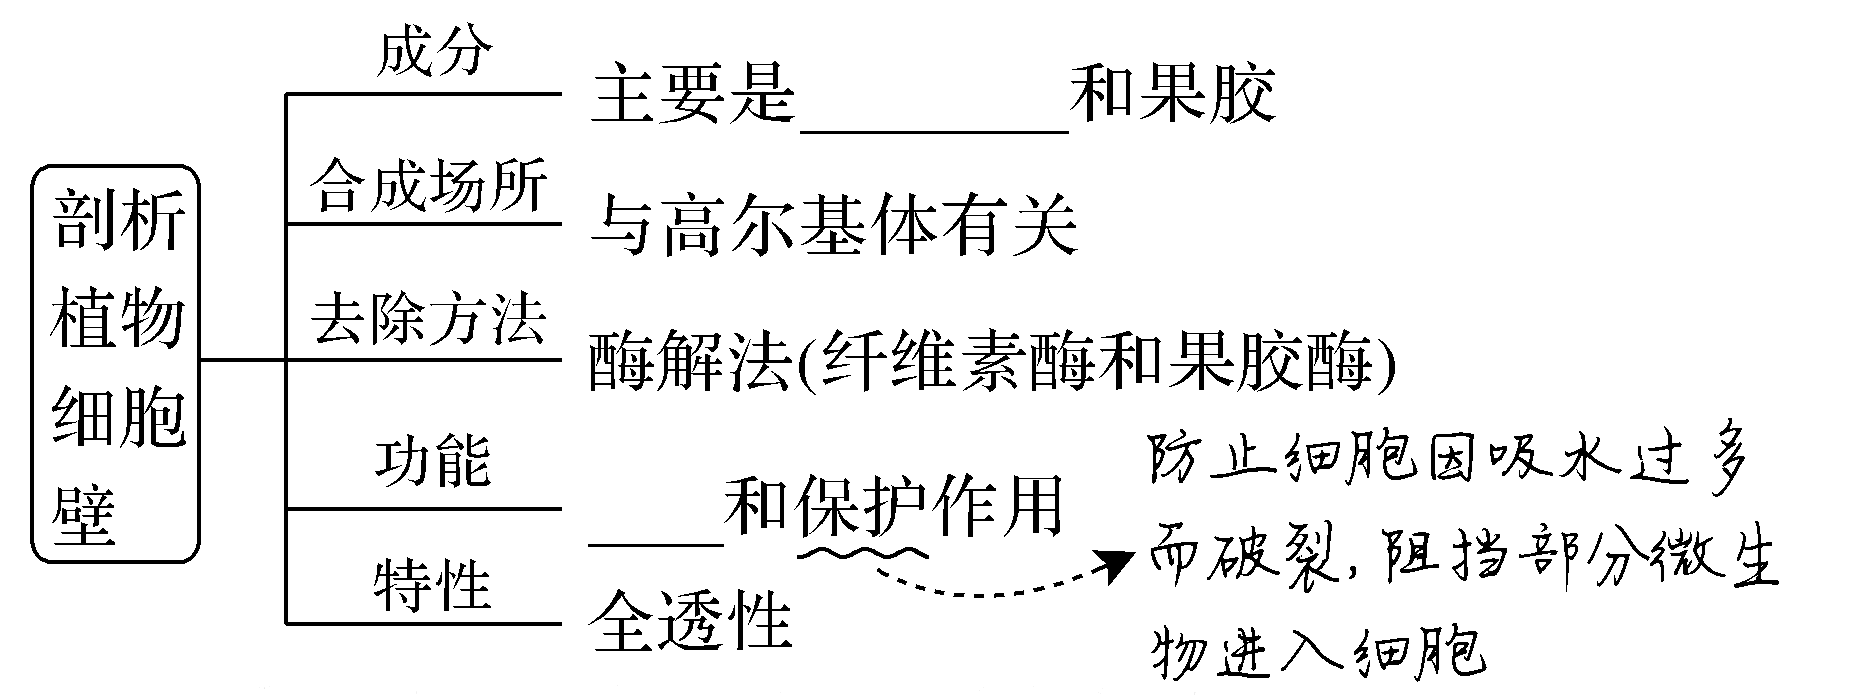 剖析
植物
细胞
壁
成分
主要是________和果胶
合成场所
与高尔基体有关
去除方法
酶解法(纤维素酶和果胶酶)
功能
____和保护作用
防止细胞因吸水过多
而破裂,阻挡部分微生
物进入细胞
特性
全透性